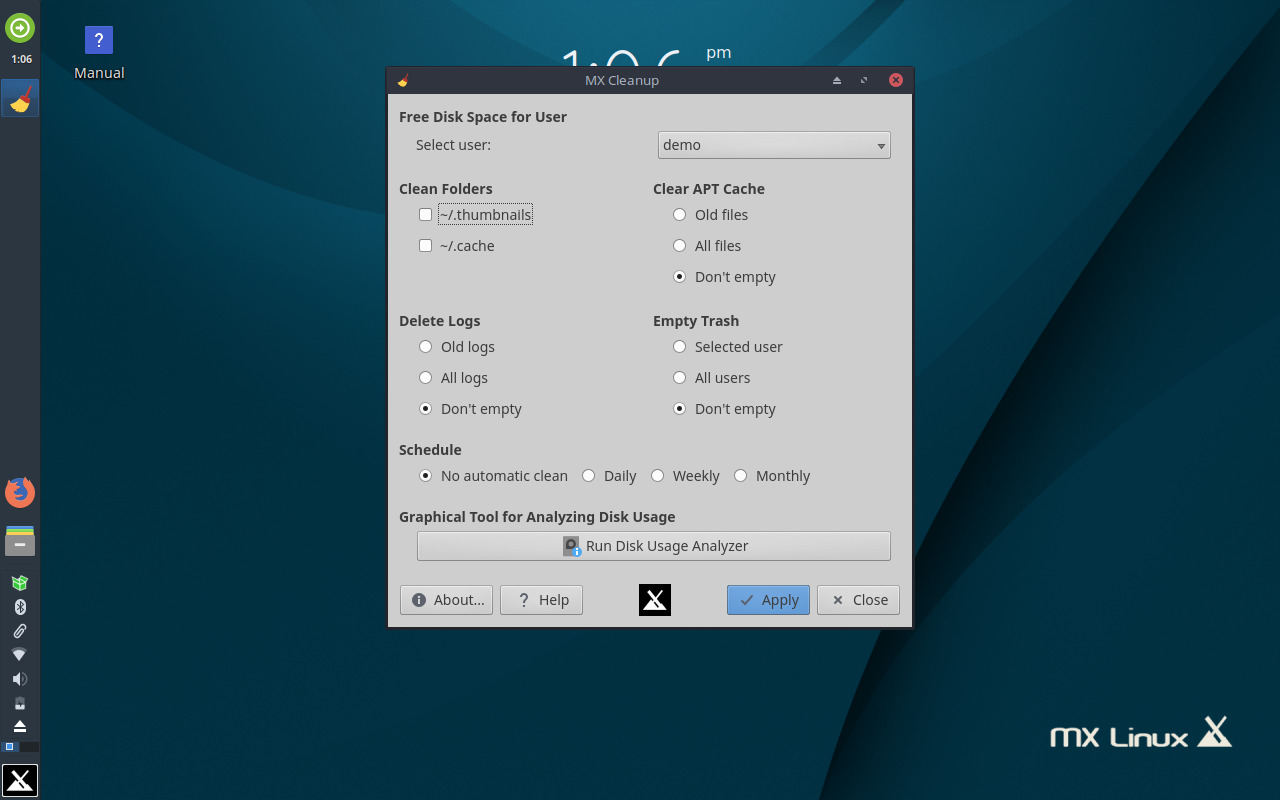 1:06
Manual
1:06 pm
MX Cleanup
Free Disk Space for User
Select user: demo
Clean Folders
~/.thumbnails
~/.cache
Clear APT Cache
Old files
All files
Don't empty
Delete Logs
Old logs
All logs
Don't empty
Empty Trash
Selected user
All users
Don't empty
Schedule
No automatic clean Daily Weekly Monthly
Graphical Tool for Analyzing Disk Usage
Run Disk Usage Analyzer
About... Help Apply Close
MX Linux